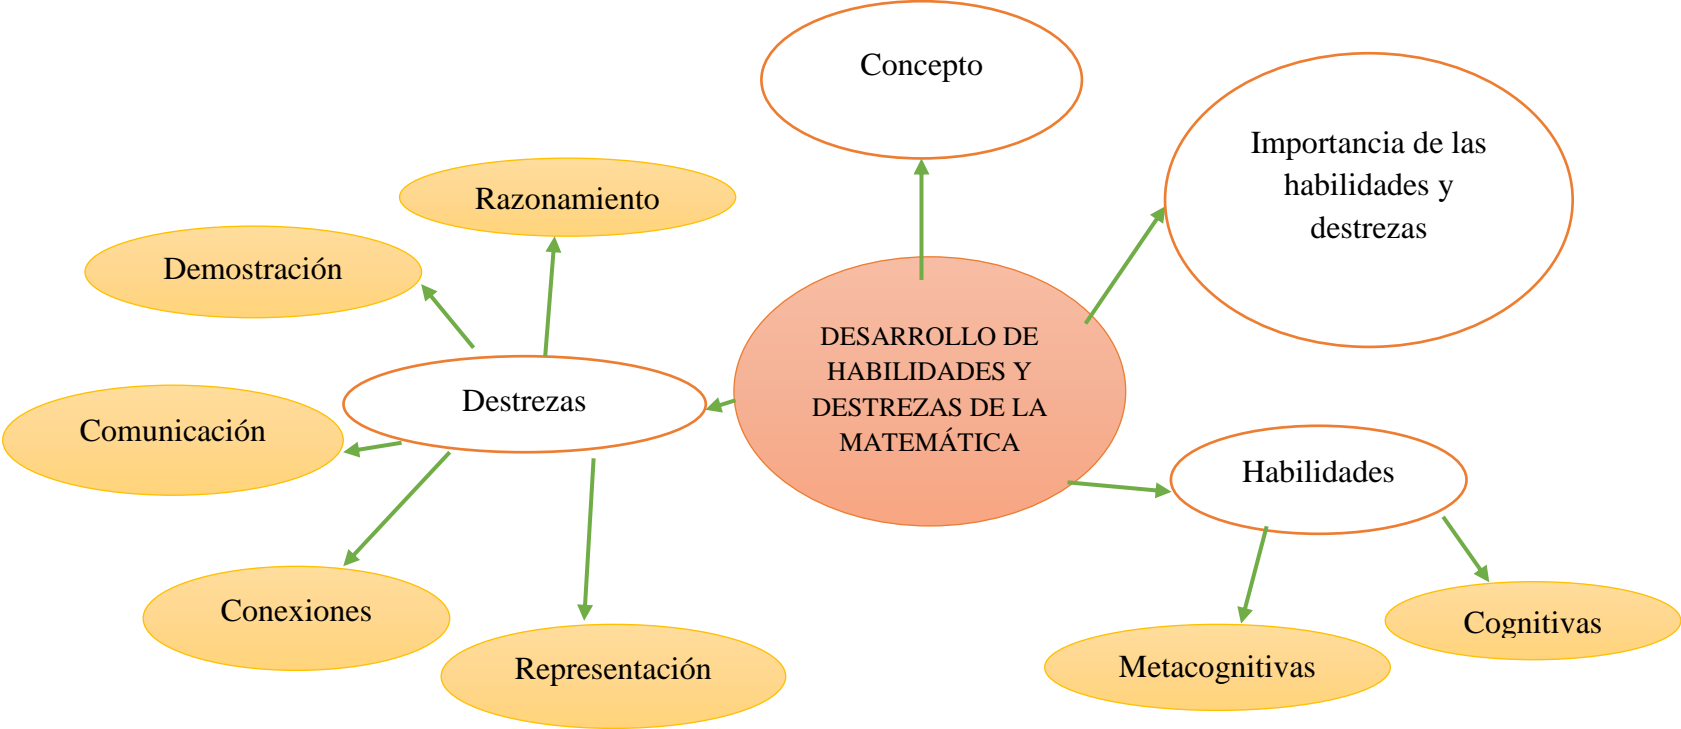 Concepto
Importancia de las
habilidades y
destrezas
Razonamiento
Demostración
DESARROLLO DE
HABILIDADES Y
DESTREZAS DE LA
MATEMÁTICA
Destrezas
Comunicación
Habilidades
Conexiones
Representación
Metacognitivas
Cognitivas